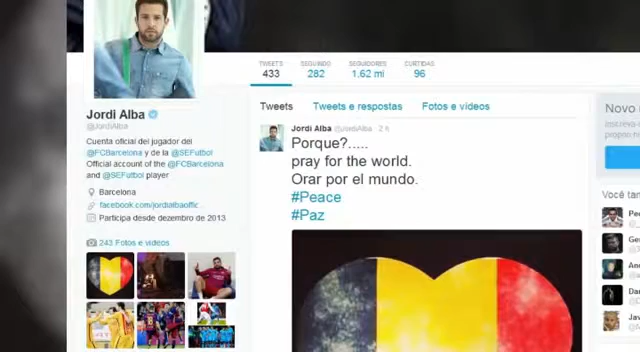 TWEETS SEGUINDO SEGUIDORES CURTIDAS
433 282 1.62 mi 96
Jordi Alba
@JordiAlba
Cuenta oficial del jugador del
@FCBarcelona y de la @SEFutbol
Official account of the @FCBarcelona
and @SEFutbol player
Barcelona
facebook.com/jordialbaoffic...
Participa desde dezembro de 2013
243 Fotos e vídeos
Tweets Tweets e respostas Fotos e vídeos
Jordi Alba @JordiAlba · 2 h
Porque?.....
pray for the world.
Orar por el mundo.
#Peace
#Paz
Novo
Você